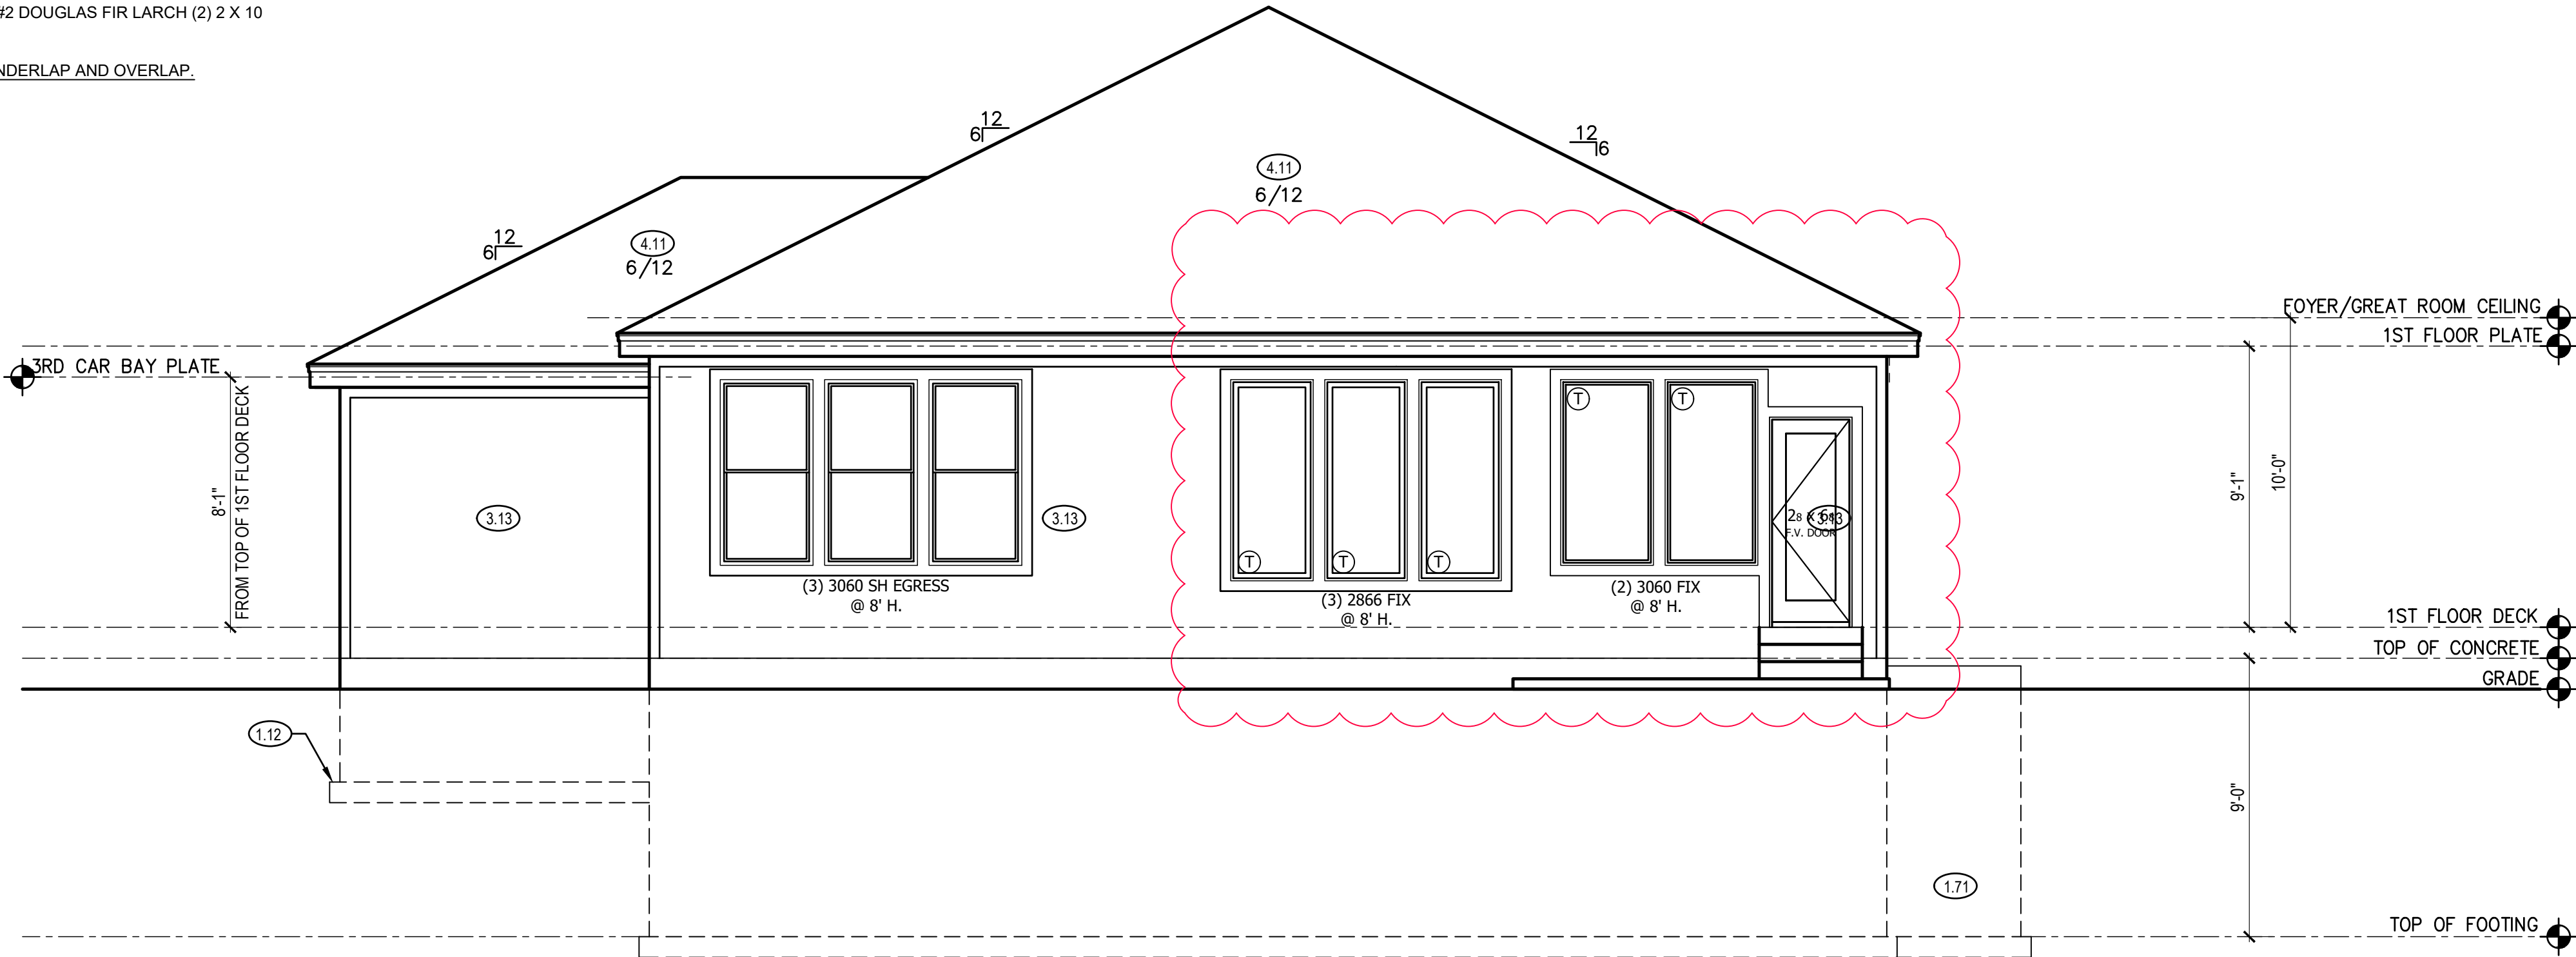 #2 DOUGLAS FIR LARCH (2) 2 X 10
NDERLAP AND OVERLAP.
12
6
12
6
12
6
4.11
6/12
4.11
6/12
FOYER/GREAT ROOM CEILING
1ST FLOOR PLATE
3RD CAR BAY PLATE
8'-1"
FROM TOP OF 1ST FLOOR DECK
T
T
T
T
T
3.13
3.13
3.13
28 X 68
F.V. DOOR
9'-1"
10'-0"
(3) 3060 SH EGRESS
@ 8' H.
(3) 2866 FIX
@ 8' H.
(2) 3060 FIX
@ 8' H.
1ST FLOOR DECK
TOP OF CONCRETE
GRADE
1.12
9'-0"
1.71
TOP OF FOOTING